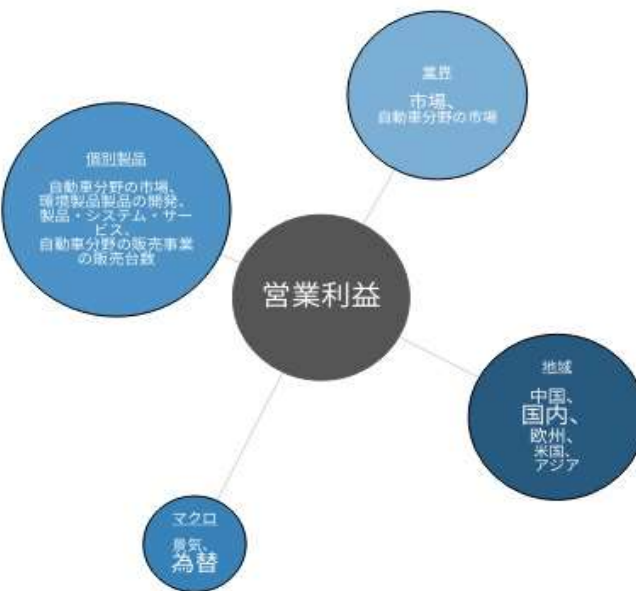 業界
市場、
自動車分野の市場
個別製品
自動車分野の市場、
環境製品製品の開発、
製品・システム・サー
ビス、
自動車分野の販売事業
の販売台数
営業利益
地域
中国、
国内、
欧州、
米国、
アジア
マクロ
景気、
為替